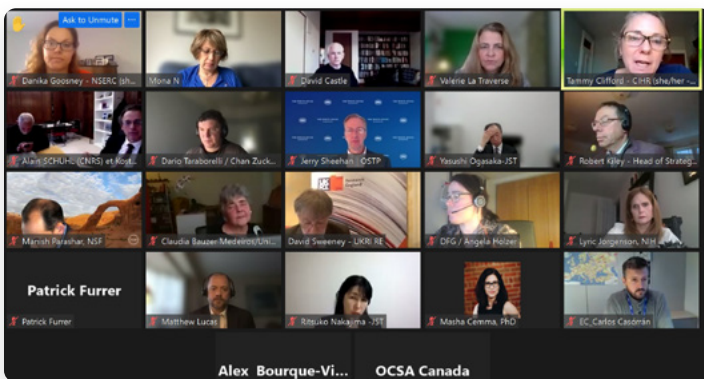 Ask to Unmute
...
Danika Goosney - NSERC (sh...
Mona N
David Castle
Valerie La Traverse
Tammy Clifford - CIHR (she/her -...
Alain SCHUHL (CNRS) et Kost...
Dario Taraborelli / Chan Zuck...
Jerry Sheehan | OSTP
Yasushi Ogasaka-JST
Robert Kiley - Head of Strateg...
Manish Parashar, NSF
Claudia Bauzer Medeiros/Uni...
David Sweeney - UKRI RE
DFG / Angela Holzer
Lyric Jorgenson, NIH
Patrick Furrer
Patrick Furrer
Matthew Lucas
Ritsuko Nakajima -JST
Masha Cemma, PhD
EC_Carlos Casorrán
Alex Bourque-Vi...
OCSA Canada